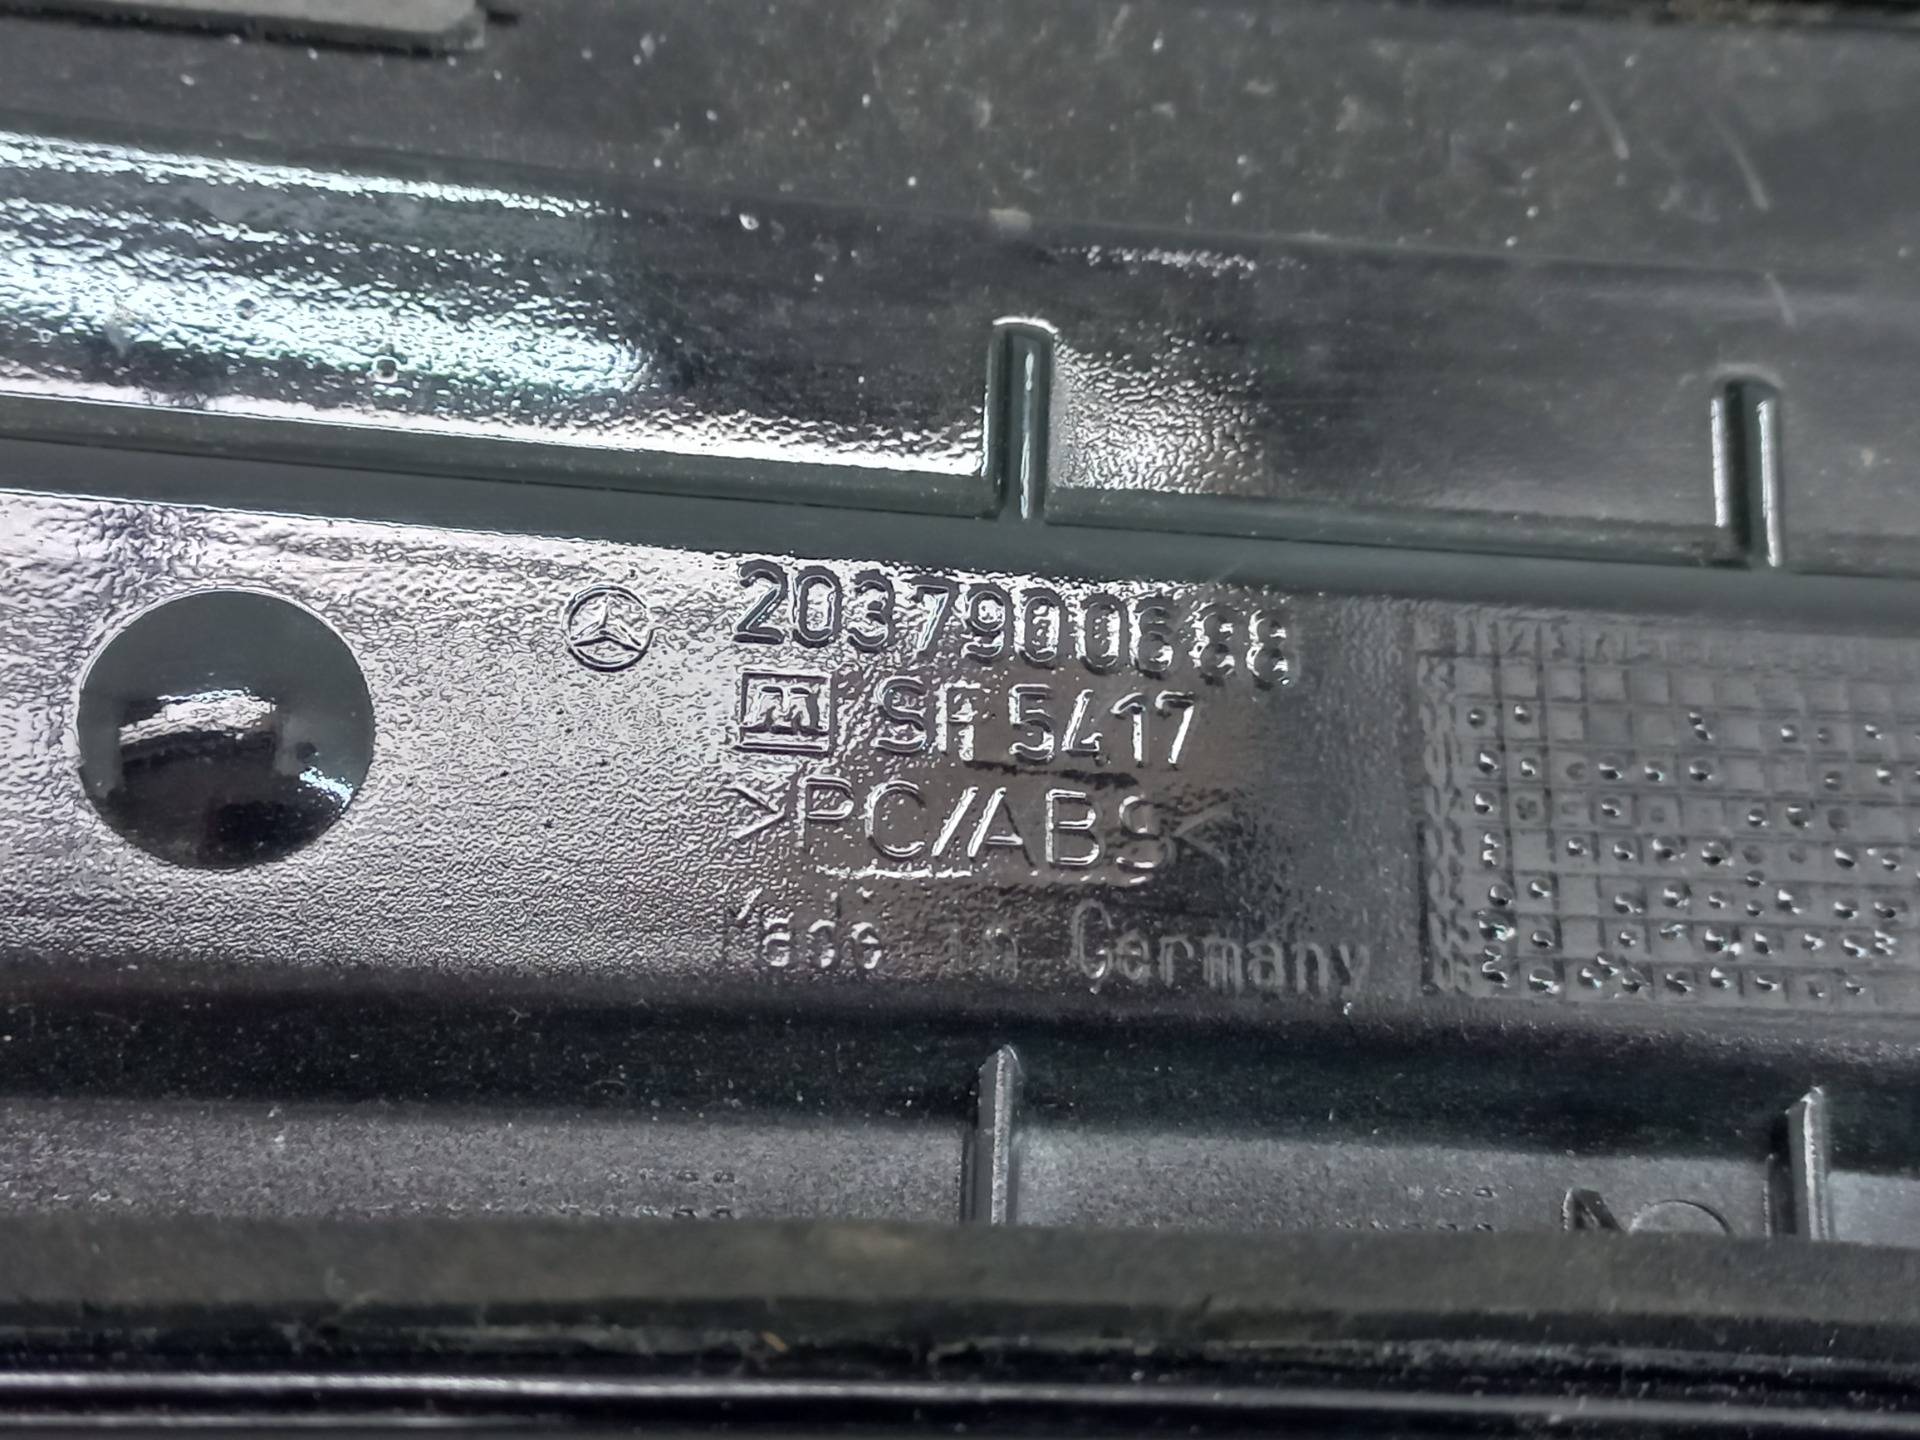 2037900688
M SF 5417
>PC//ABS<
Made in Germany